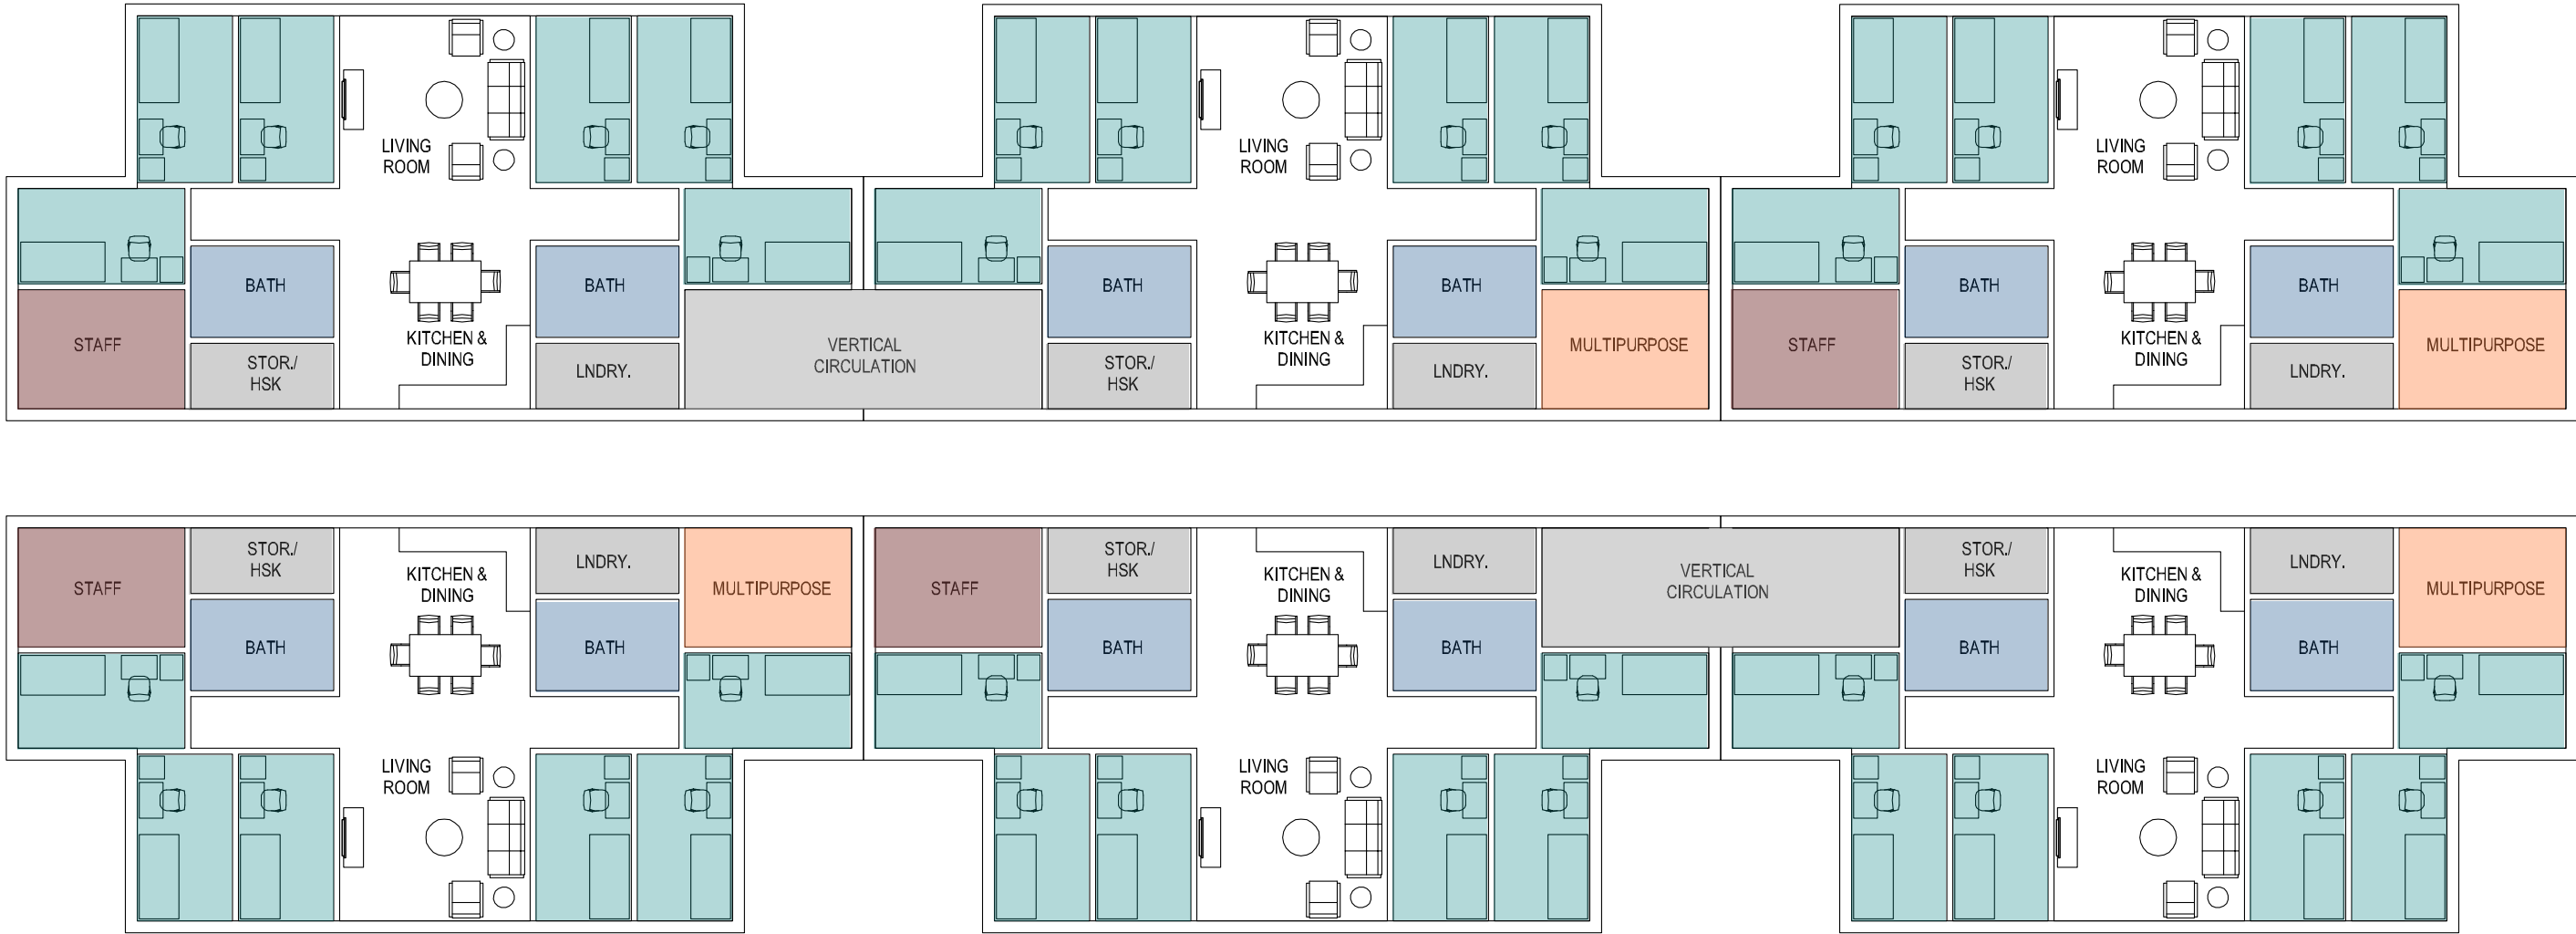 LIVING
ROOM
LIVING
ROOM
LIVING
ROOM
BATH
BATH
BATH
BATH
BATH
BATH
STAFF
STOR./
HSK
KITCHEN &
DINING
LNDRY.
VERTICAL
CIRCULATION
STOR./
HSK
KITCHEN &
DINING
LNDRY.
MULTIPURPOSE
STAFF
STOR./
HSK
KITCHEN &
DINING
LNDRY.
MULTIPURPOSE
STAFF
STOR./
HSK
KITCHEN &
DINING
LNDRY.
MULTIPURPOSE
STAFF
STOR./
HSK
KITCHEN &
DINING
LNDRY.
VERTICAL
CIRCULATION
STOR./
HSK
KITCHEN &
DINING
LNDRY.
MULTIPURPOSE
BATH
BATH
BATH
BATH
BATH
BATH
LIVING
ROOM
LIVING
ROOM
LIVING
ROOM